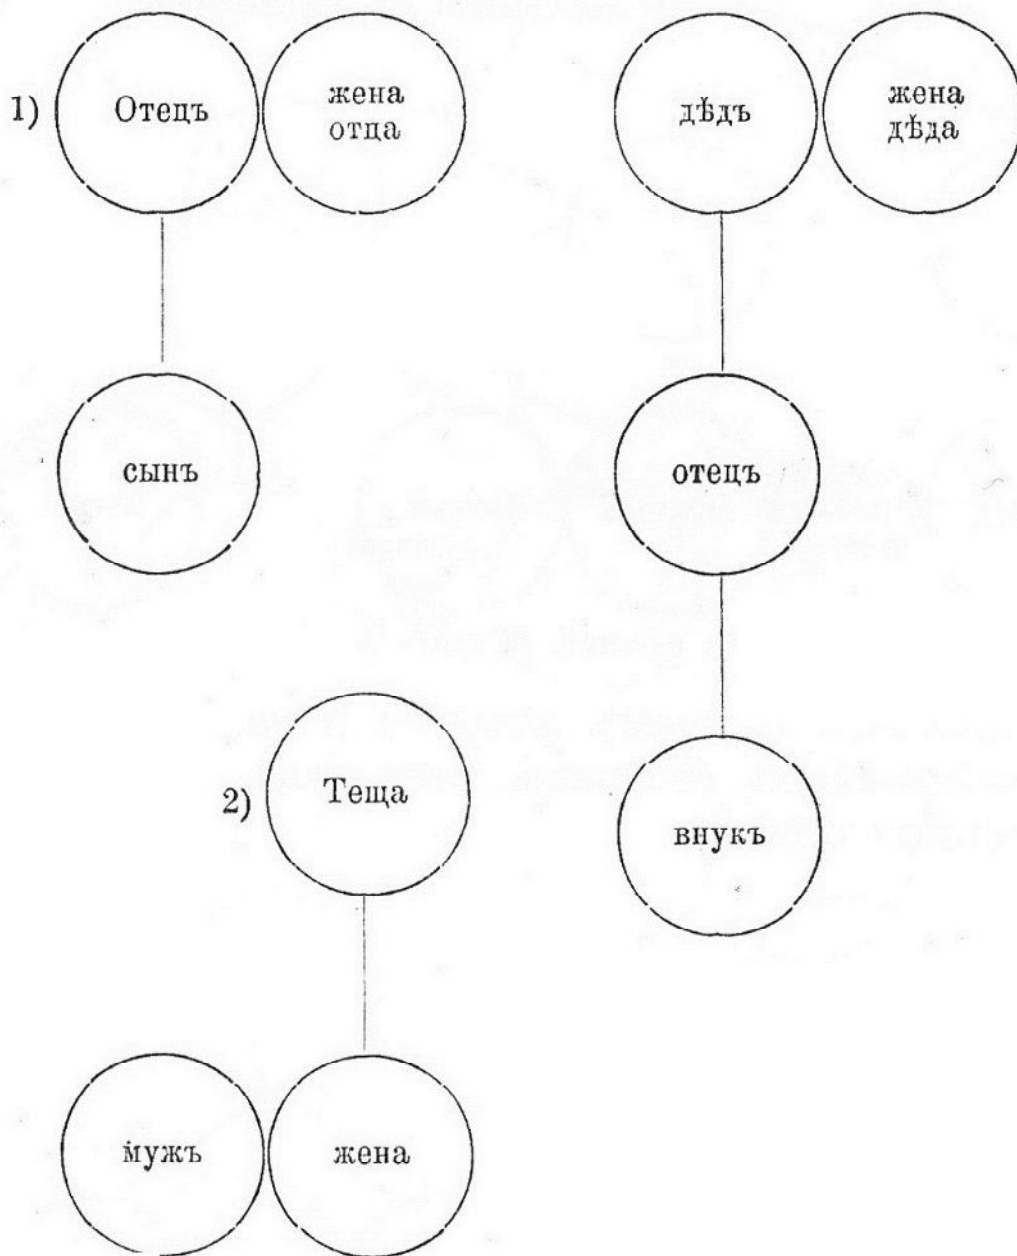 1)
Отецъ
жена
отца
дѣдъ
жена
дѣда
сынъ
отецъ
2)
Теща
внукъ
мужъ
жена